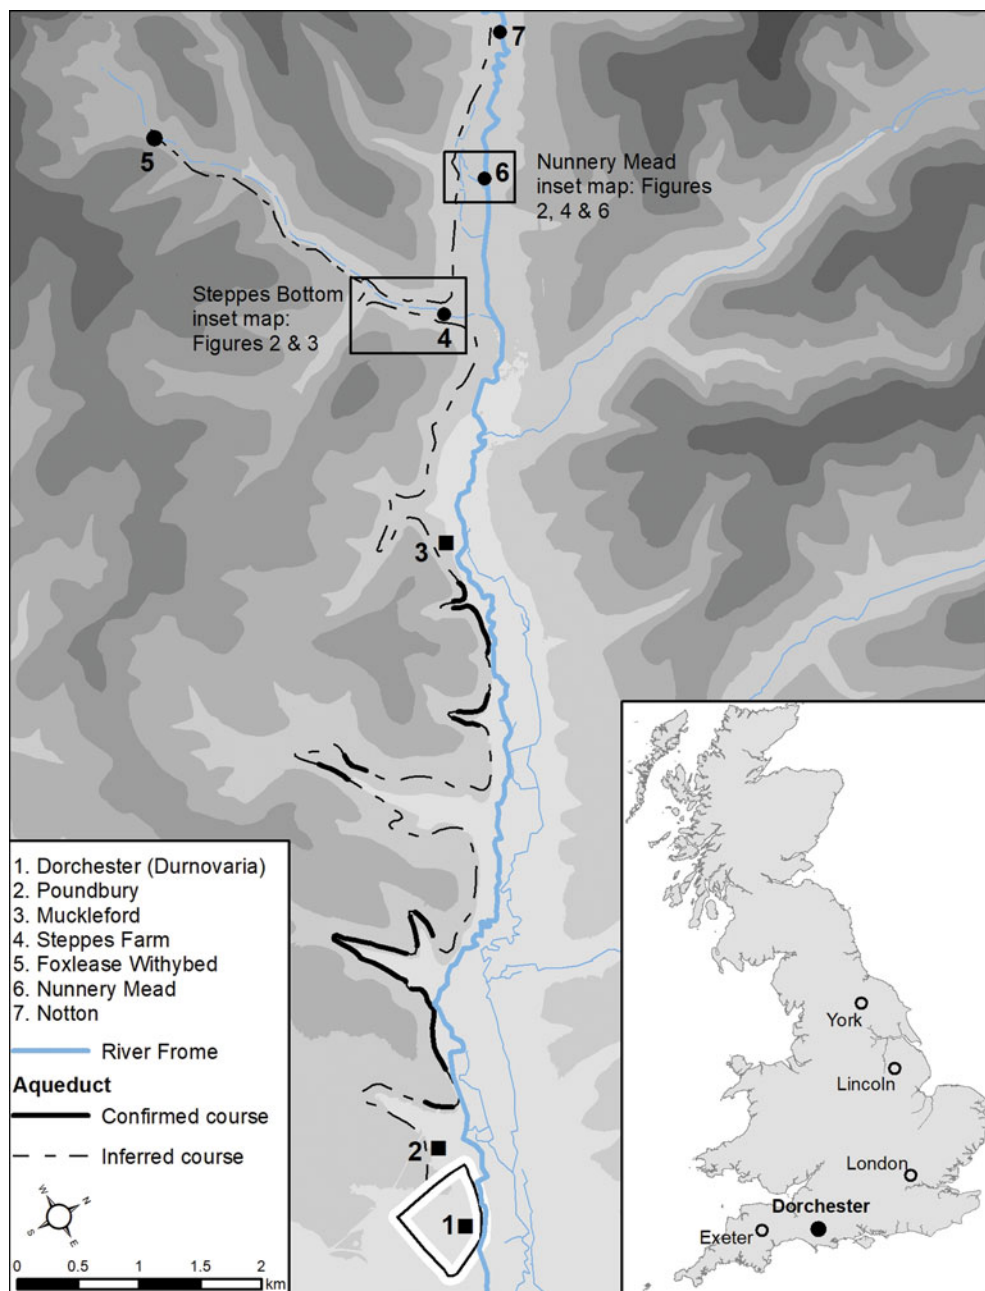 7
5
6
Nunnery Mead
inset map: Figures
2, 4 & 6
Steppes Bottom
inset map:
Figures 2 & 3
4
3
2
1
1. Dorchester (Durnovaria)
2. Poundbury
3. Muckleford
4. Steppes Farm
5. Foxlease Withybed
6. Nunnery Mead
7. Notton
River Frome
Aqueduct
Confirmed course
Inferred course
W N
S E
0 0.5 1 2
km
York
Lincoln
London
Dorchester
Exeter